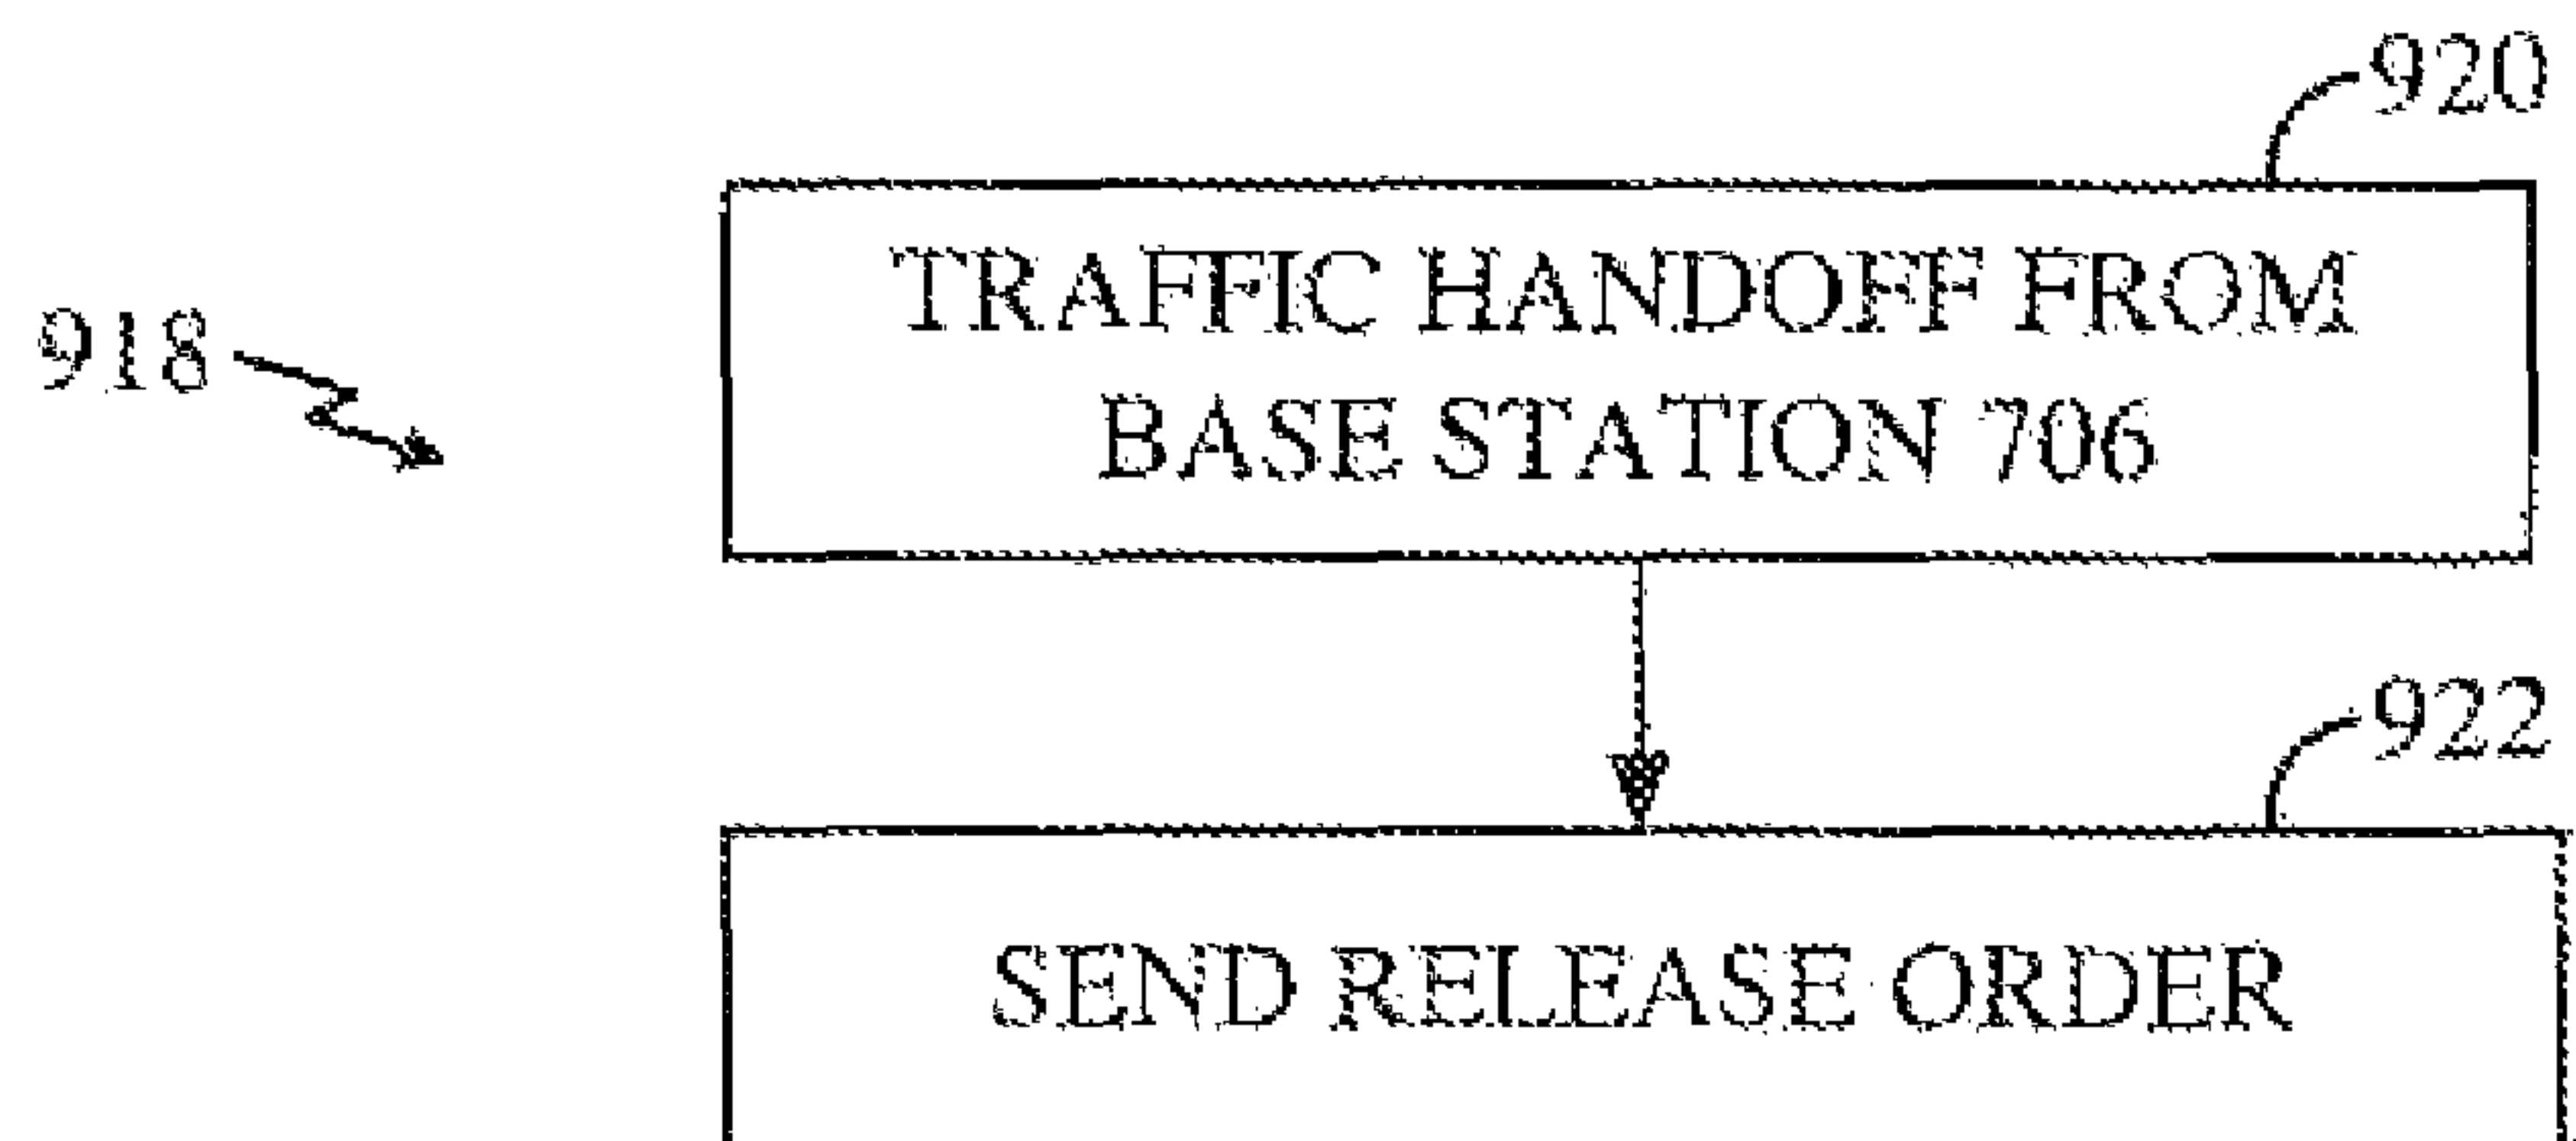 920
TRAFFIC HANDOFF FROM
918
BASE STATION 706
922
SEND RELEASE ORDER